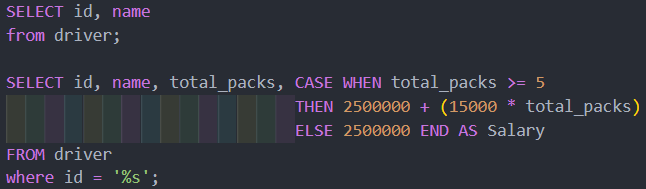 SELECT id, name
from driver;

SELECT id, name, total_packs, CASE WHEN total_packs >= 5
THEN 2500000 + (15000 * total_packs)
ELSE 2500000 END AS Salary
FROM driver
where id = '%s';